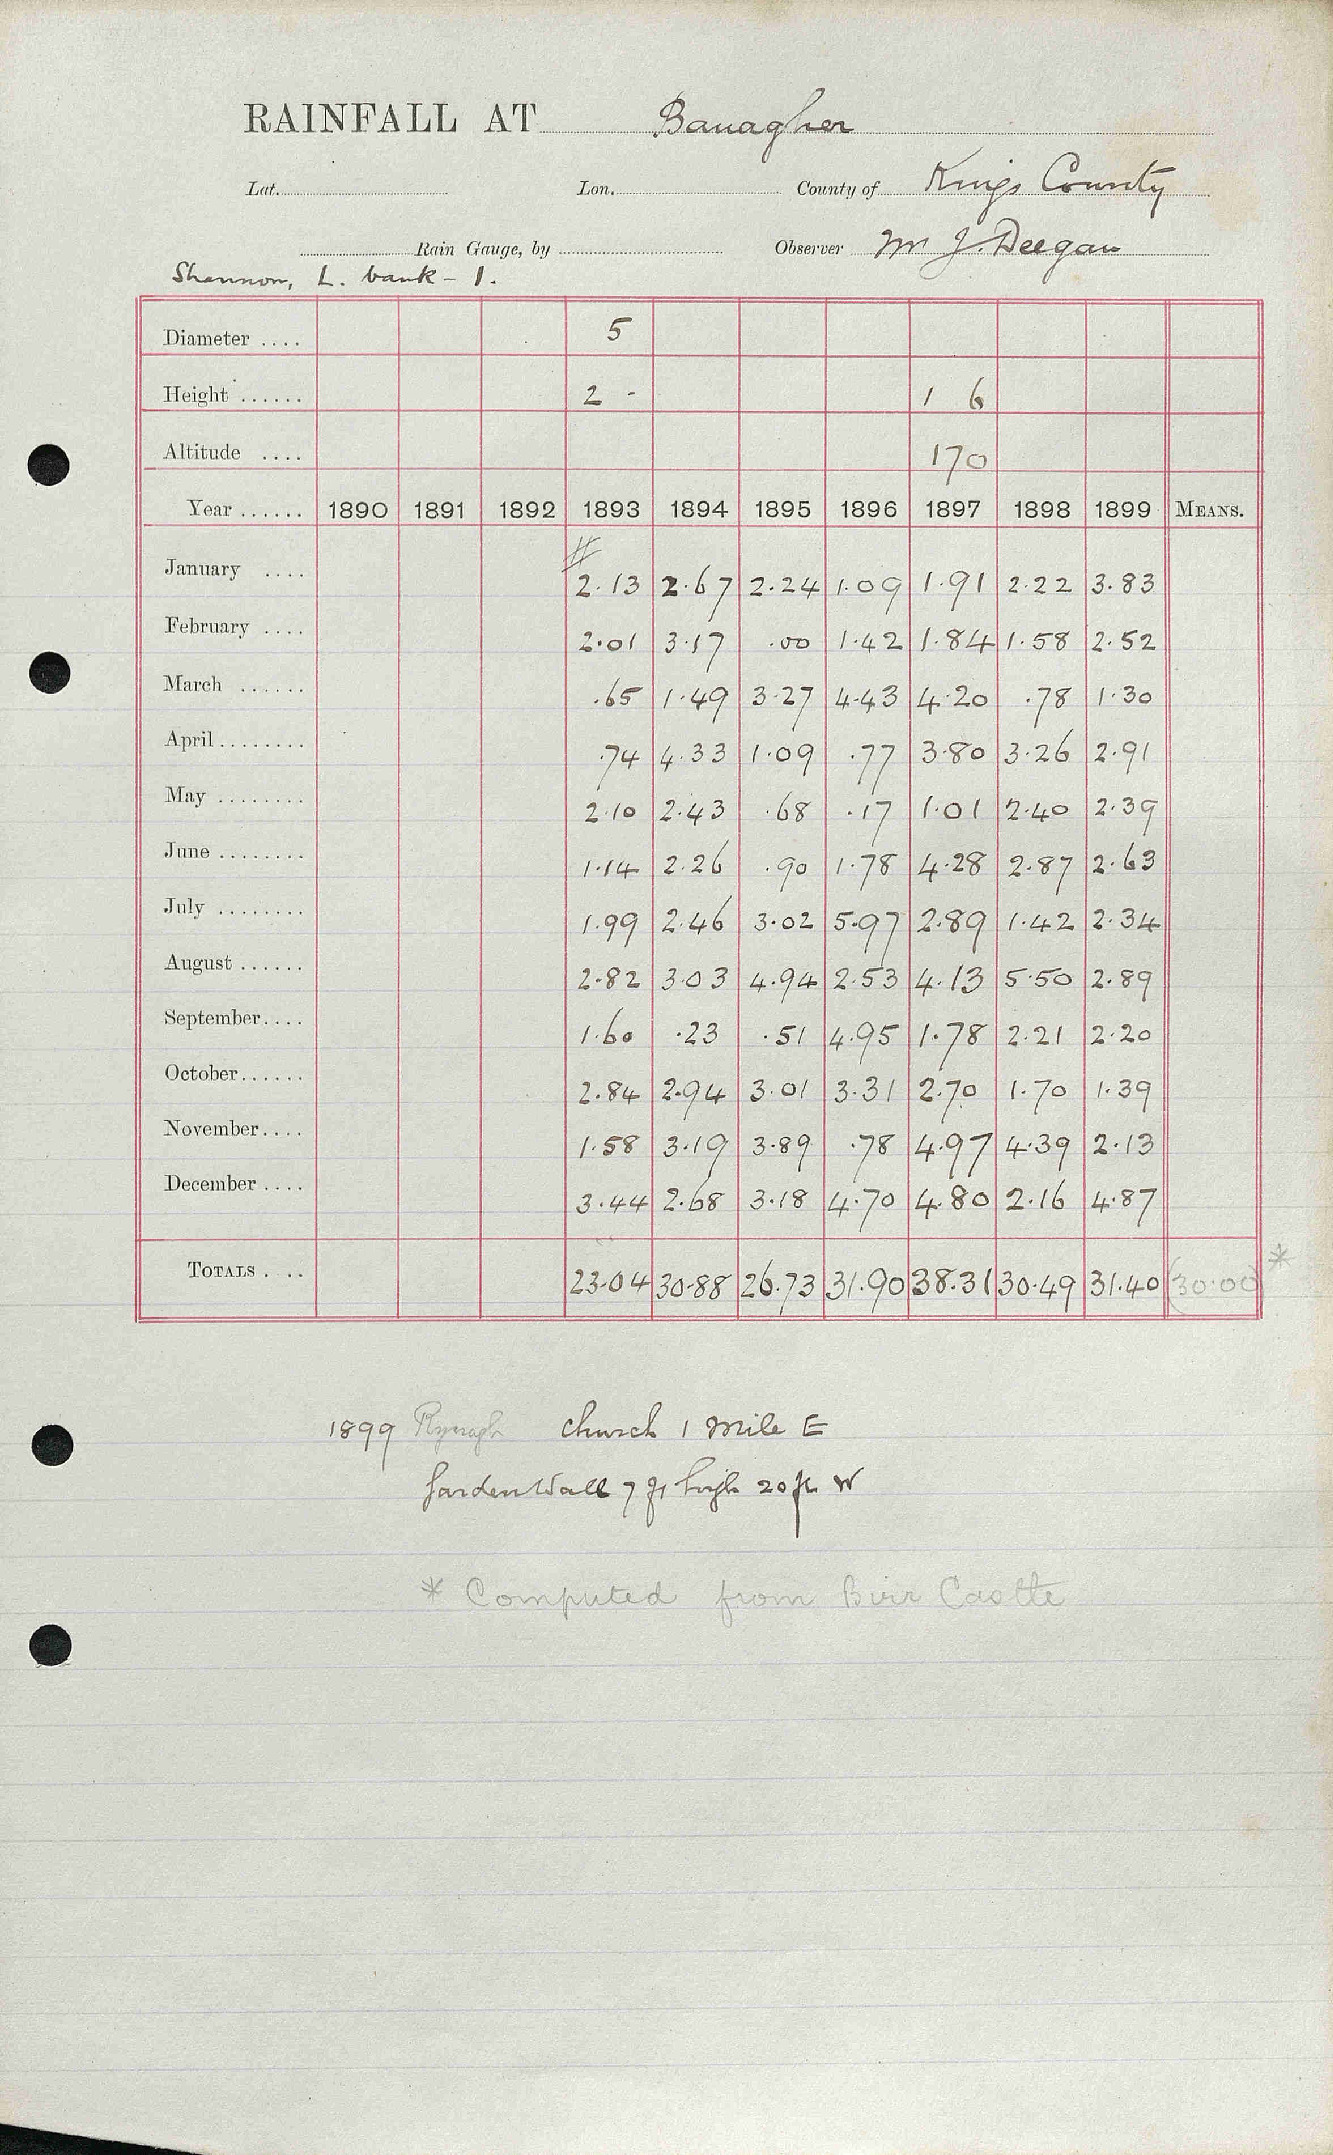 RAINFALL AT Banagher
Lat. Lon. County of Kings County
Rain Gauge, by Observer Mr J. Deegan
Shannon, L. bank - 1.
Diameter .... 5
Height ...... 2 - 1 6
Altitude .... 170
Year ...... 1890 1891 1892 1893 1894 1895 1896 1897 1898 1899 MEANS.
January .... 2.13 2.67 2.24 1.09 1.91 2.22 3.83
February .... 2.01 3.17 .00 1.42 1.84 1.58 2.52
March ...... .65 1.49 3.27 4.43 4.20 .78 1.30
April ........ .74 4.33 1.09 .77 3.80 3.26 2.91
May ........ 2.10 2.43 .68 .17 1.01 2.40 2.39
June ........ 1.14 2.26 .90 1.78 4.28 2.87 2.63
July ........ 1.99 2.46 3.02 5.97 2.89 1.42 2.34
August ...... 2.82 3.03 4.94 2.53 4.13 5.50 2.89
September .... 1.60 .23 .51 4.95 1.78 2.21 2.20
October ...... 2.84 2.94 3.01 3.31 2.70 1.70 1.39
November .... 1.58 3.19 3.89 .78 4.97 4.39 2.13
December .... 3.44 2.68 3.18 4.70 4.80 2.16 4.87
TOTALS . .. 23.04 30.88 26.73 31.90 38.31 30.49 31.40 (30.00) *
1899 church 1 mile E
Garden Wall 7 ft high 20 ft W
* Computed from Birr Castle